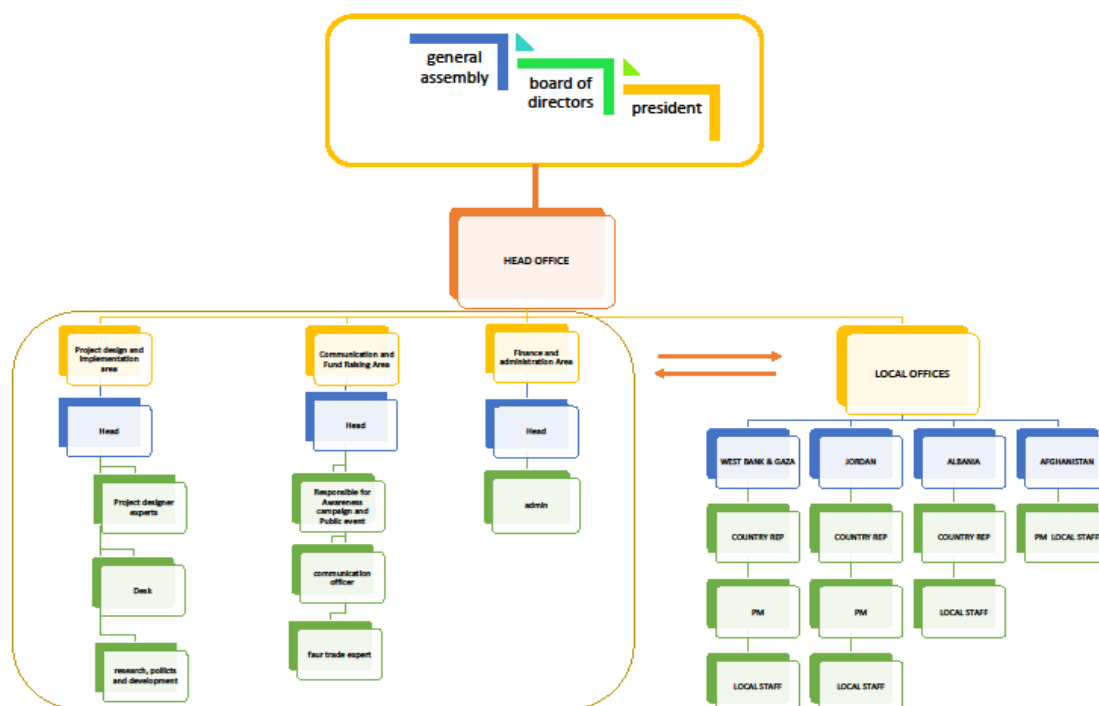 general
assembly
board of
directors
president
HEAD OFFICE
Project design and
Implementation
area
Communication and
Fund Raising Area
Finance and
administration Area
LOCAL OFFICES
Head
Head
Head
WEST BANK & GAZA
JORDAN
ALBANIA
AFGHANISTAN
Project designer
experts
Responsible for
Awareness
campaign and
Public event
admin
COUNTRY REP
COUNTRY REP
COUNTRY REP
PM LOCAL STAFF
Desk
communication
officer
PM
PM
LOCAL STAFF
research, policts
and development
faur trade expert
LOCAL STAFF
LOCAL STAFF